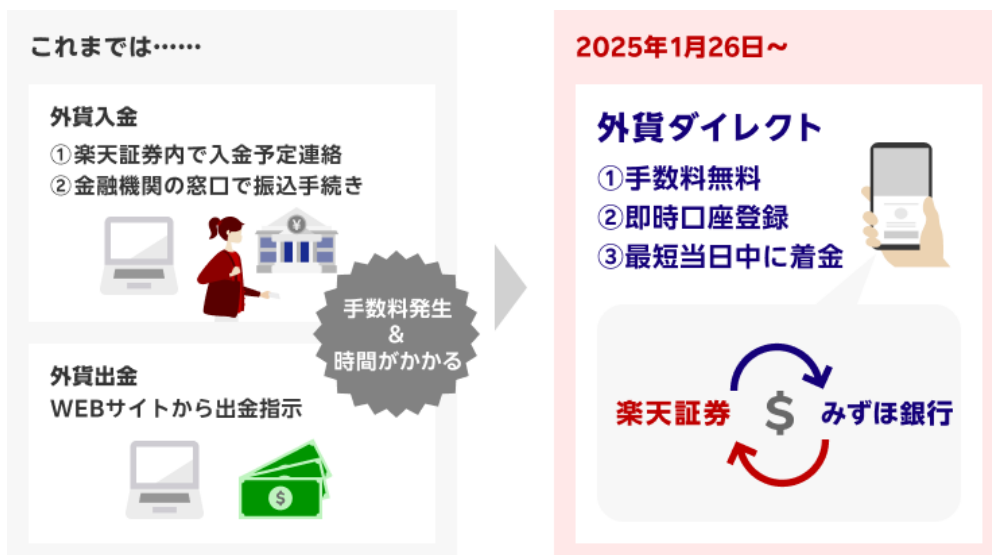 これまでは……
外貨入金
①楽天証券内で入金予定連絡
②金融機関の窓口で振込手続き
¥
手数料発生
&
時間がかかる
外貨出金
WEBサイトから出金指示
$
2025年1月26日～
外貨ダイレクト
①手数料無料
②即時口座登録
③最短当日中に着金
楽天証券 $ みずほ銀行